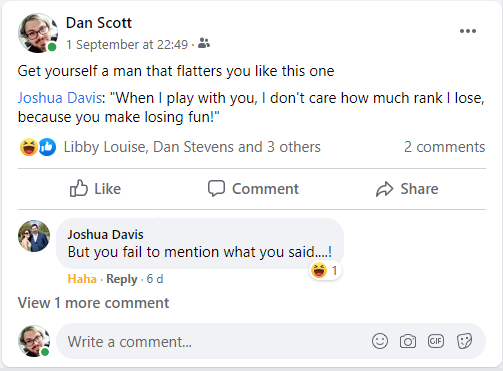 Dan Scott
1 September at 22:49 ·
Get yourself a man that flatters you like this one
Joshua Davis: "When I play with you, I don't care how much rank I lose,
because you make losing fun!"
Libby Louise, Dan Stevens and 3 others 2 comments
Like Comment Share
Joshua Davis
But you fail to mention what you said....!
1
Haha · Reply · 6 d
View 1 more comment
Write a comment... GIF